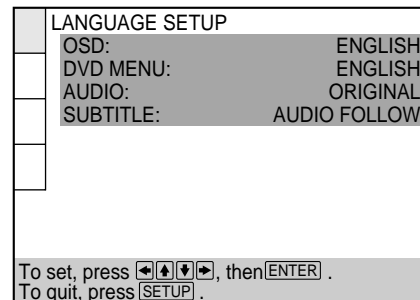 LANGUAGE SETUP
OSD: ENGLISH
DVD MENU: ENGLISH
AUDIO: ORIGINAL
SUBTITLE: AUDIO FOLLOW
To set, press ←↑↓→, then ENTER .
To quit, press SETUP .